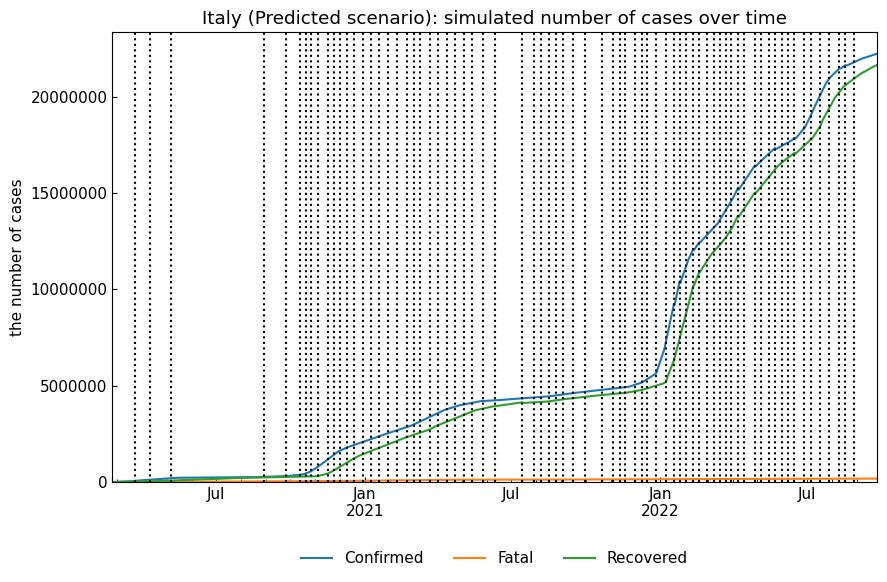 Italy (Predicted scenario): simulated number of cases over time
the number of cases
20000000
15000000
10000000
5000000
0
Jul
Jan
2021
Jul
Jan
2022
Jul
Confirmed
Fatal
Recovered